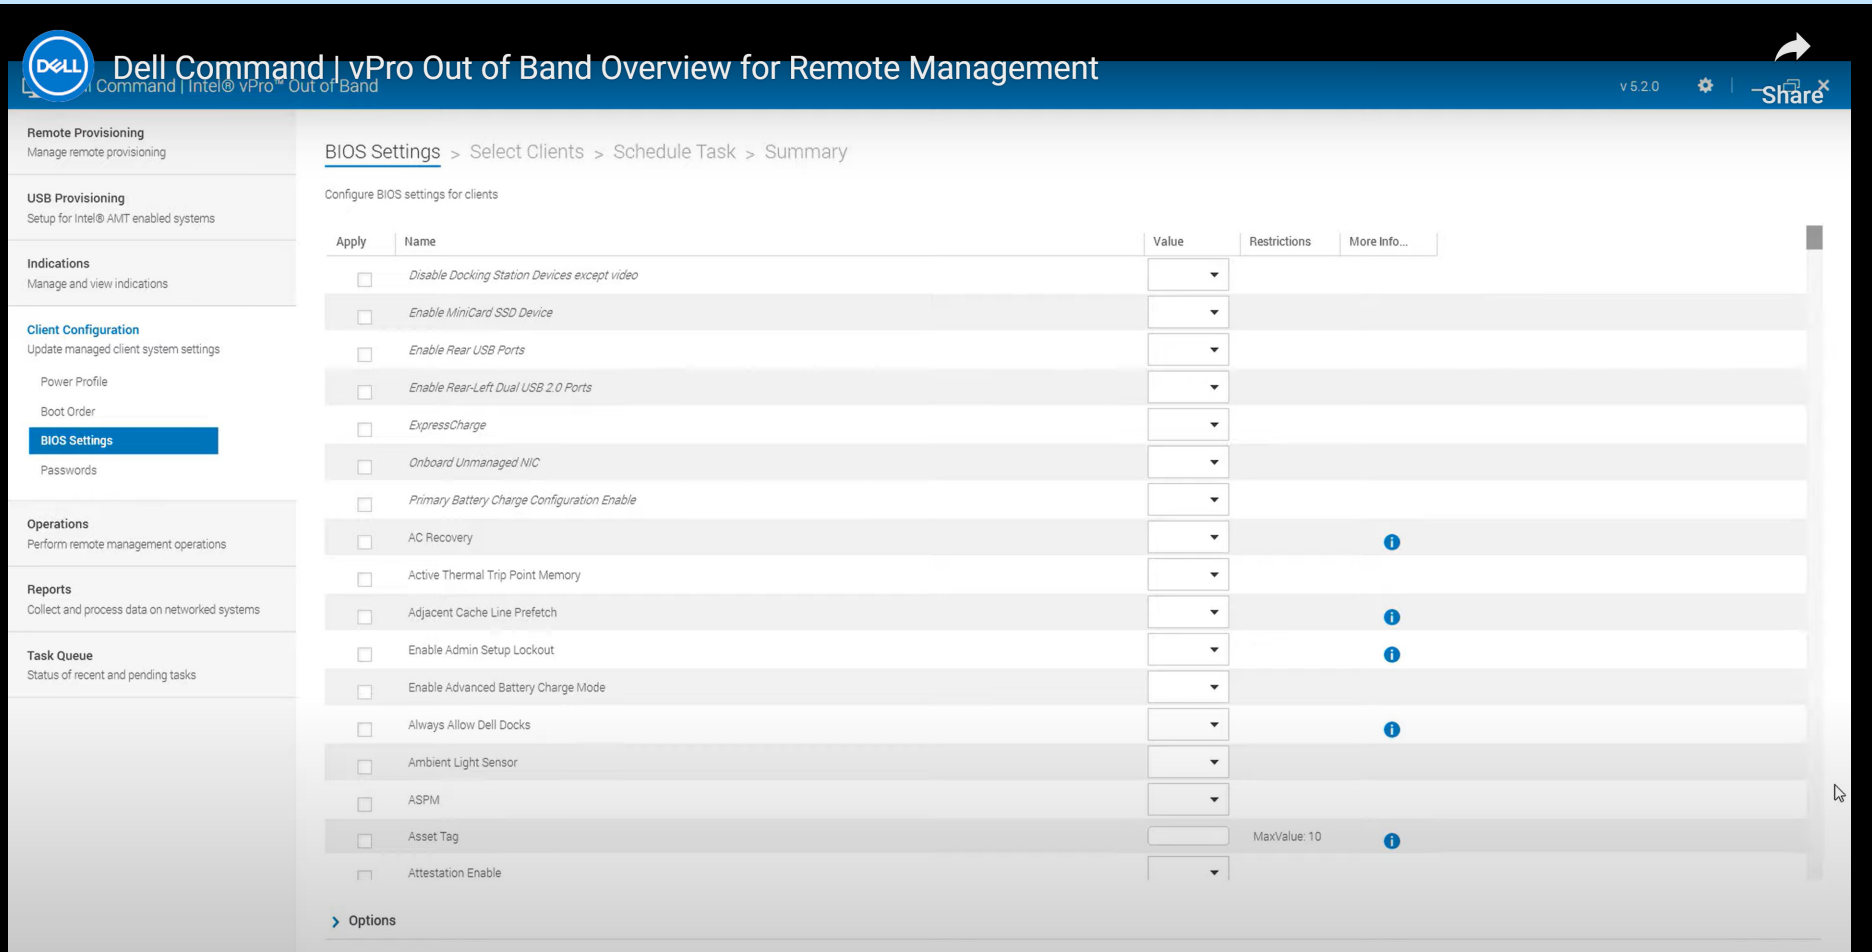 DELL
Dell Command | vPro Out of Band Overview for Remote Management
Share
Command | Intel® vPro™ Out of Band
v 5.2.0
Remote Provisioning
Manage remote provisioning
USB Provisioning
Setup for Intel® AMT enabled systems
Indications
Manage and view indications
Client Configuration
Update managed client system settings
Power Profile
Boot Order
BIOS Settings
Passwords
Operations
Perform remote management operations
Reports
Collect and process data on networked systems
Task Queue
Status of recent and pending tasks
BIOS Settings > Select Clients > Schedule Task > Summary
Configure BIOS settings for clients
Apply Name Value Restrictions More Info...
Disable Docking Station Devices except video
Enable MiniCard SSD Device
Enable Rear USB Ports
Enable Rear-Left Dual USB 2.0 Ports
ExpressCharge
Onboard Unmanaged NIC
Primary Battery Charge Configuration Enable
AC Recovery
Active Thermal Trip Point Memory
Adjacent Cache Line Prefetch
Enable Admin Setup Lockout
Enable Advanced Battery Charge Mode
Always Allow Dell Docks
Ambient Light Sensor
ASPM
Asset Tag MaxValue: 10
Attestation Enable
Options